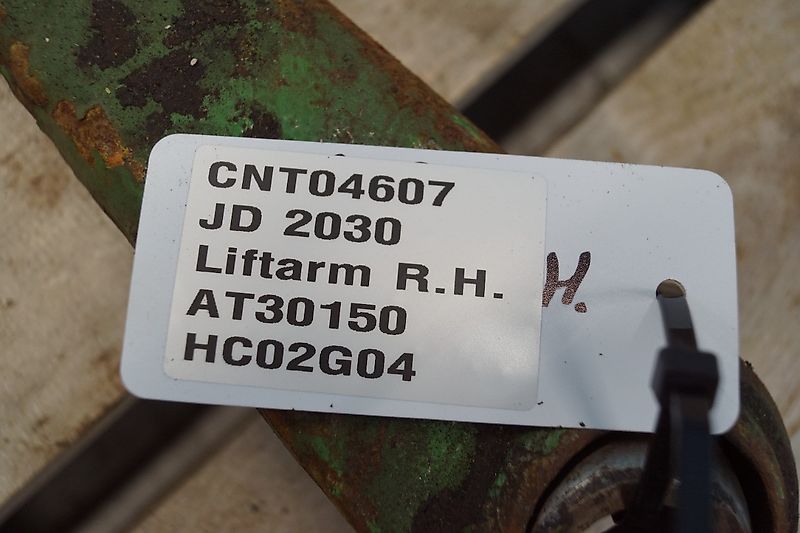 CNT04607
JD 2030
Liftarm R.H.
AT30150
HC02G04
H.